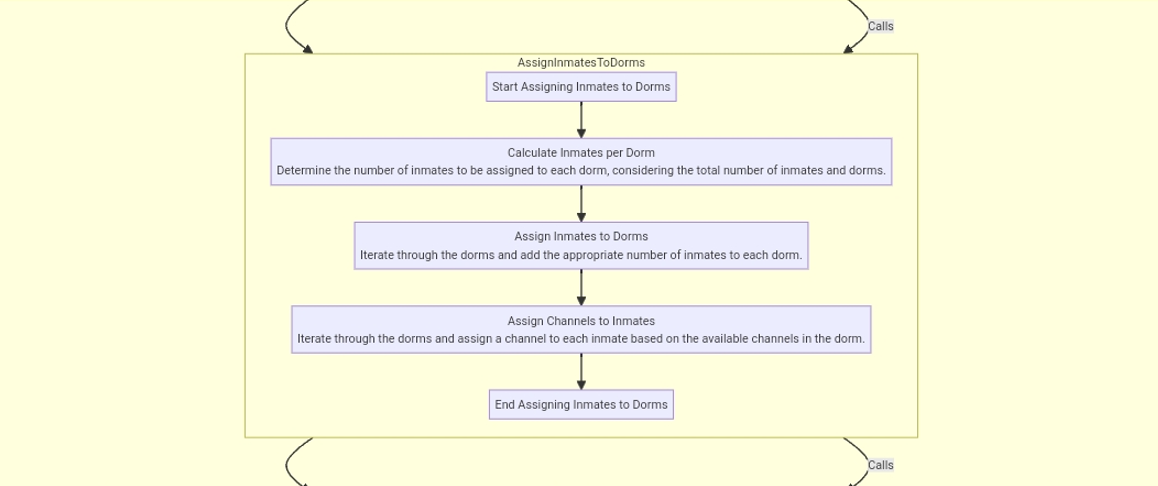 Calls
AssignInmatesToDorms
Start Assigning Inmates to Dorms
Calculate Inmates per Dorm
Determine the number of inmates to be assigned to each dorm, considering the total number of inmates and dorms.
Assign Inmates to Dorms
Iterate through the dorms and add the appropriate number of inmates to each dorm.
Assign Channels to Inmates
Iterate through the dorms and assign a channel to each inmate based on the available channels in the dorm.
End Assigning Inmates to Dorms
Calls